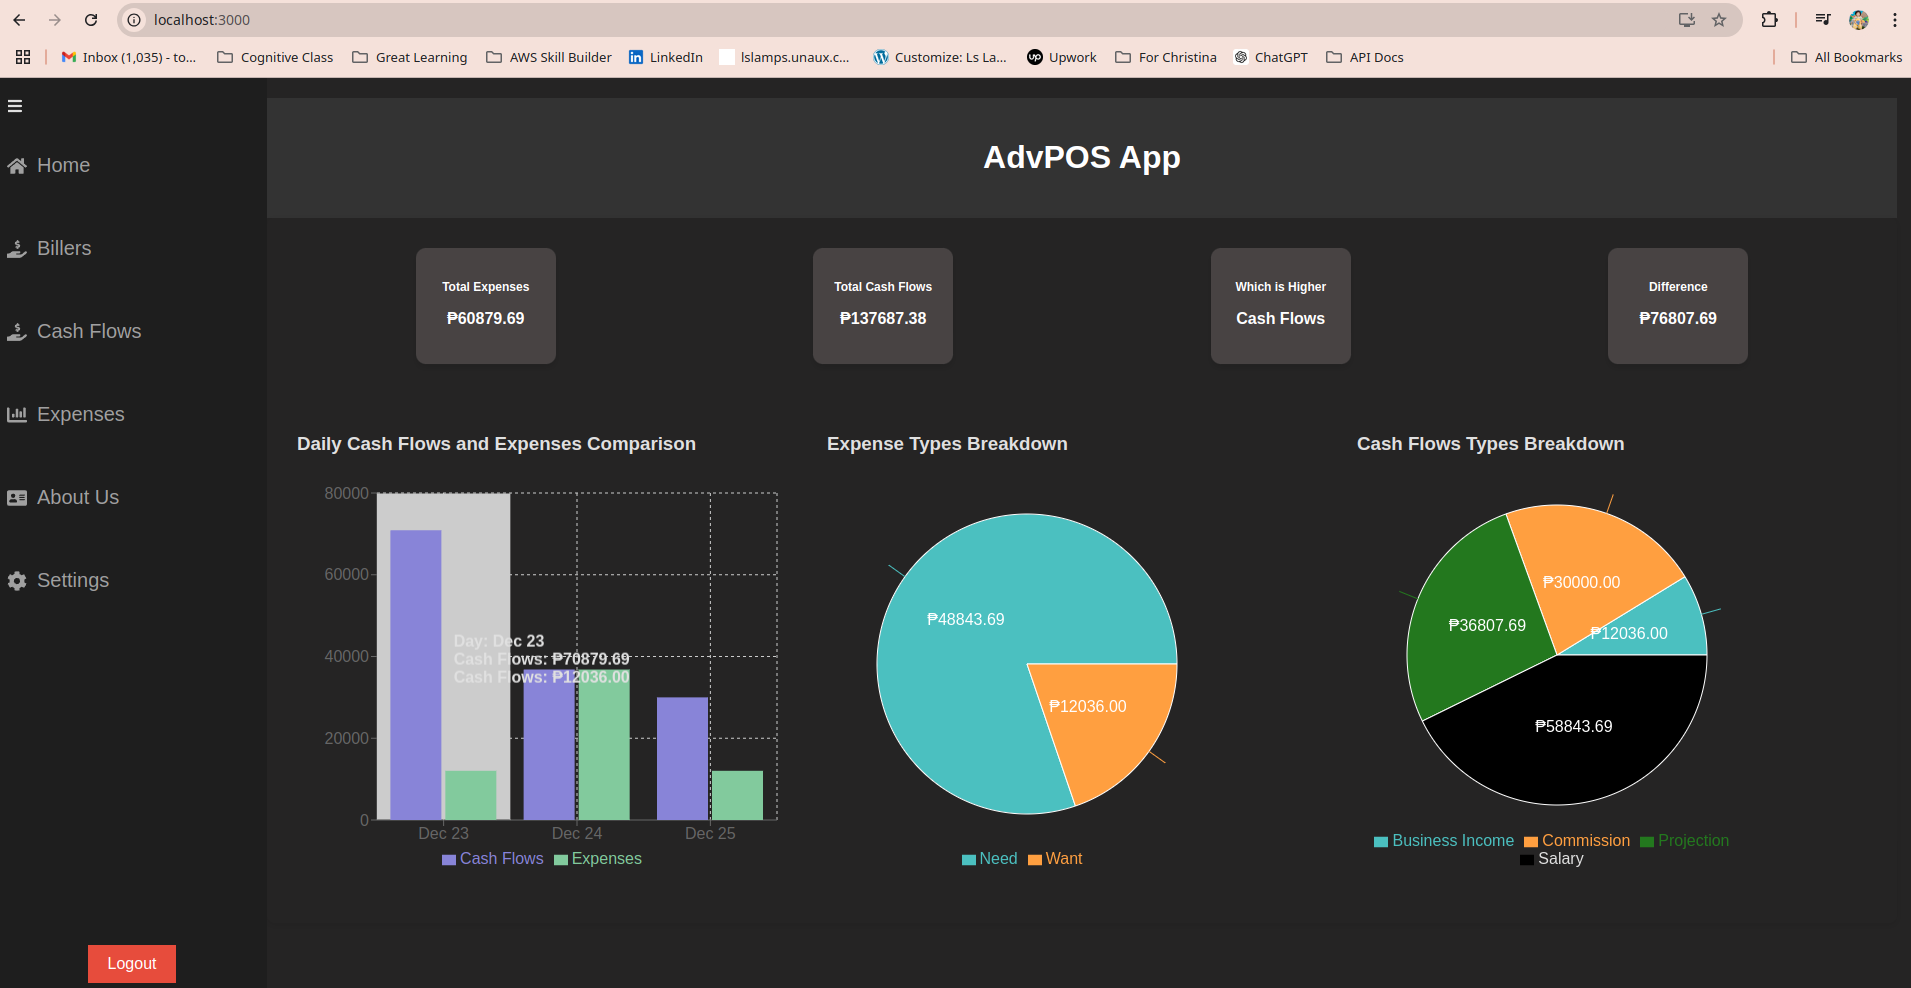 localhost:3000
Inbox (1,035) - to...
Cognitive Class
Great Learning
AWS Skill Builder
LinkedIn
lslamps.unaux.c...
Customize: Ls La...
Upwork
For Christina
ChatGPT
API Docs
All Bookmarks
AdvPOS App
Home
Billers
Cash Flows
Expenses
About Us
Settings
Logout
Total Expenses
₱60879.69
Total Cash Flows
₱137687.38
Which is Higher
Cash Flows
Difference
₱76807.69
Daily Cash Flows and Expenses Comparison
80000
60000
40000
20000
0
Day: Dec 23
Cash Flows: ₱70879.69
Cash Flows: ₱12036.00
Dec 23
Dec 24
Dec 25
Cash Flows
Expenses
Expense Types Breakdown
₱48843.69
₱12036.00
Need
Want
Cash Flows Types Breakdown
₱30000.00
₱36807.69
₱12036.00
₱58843.69
Business Income
Commission
Projection
Salary